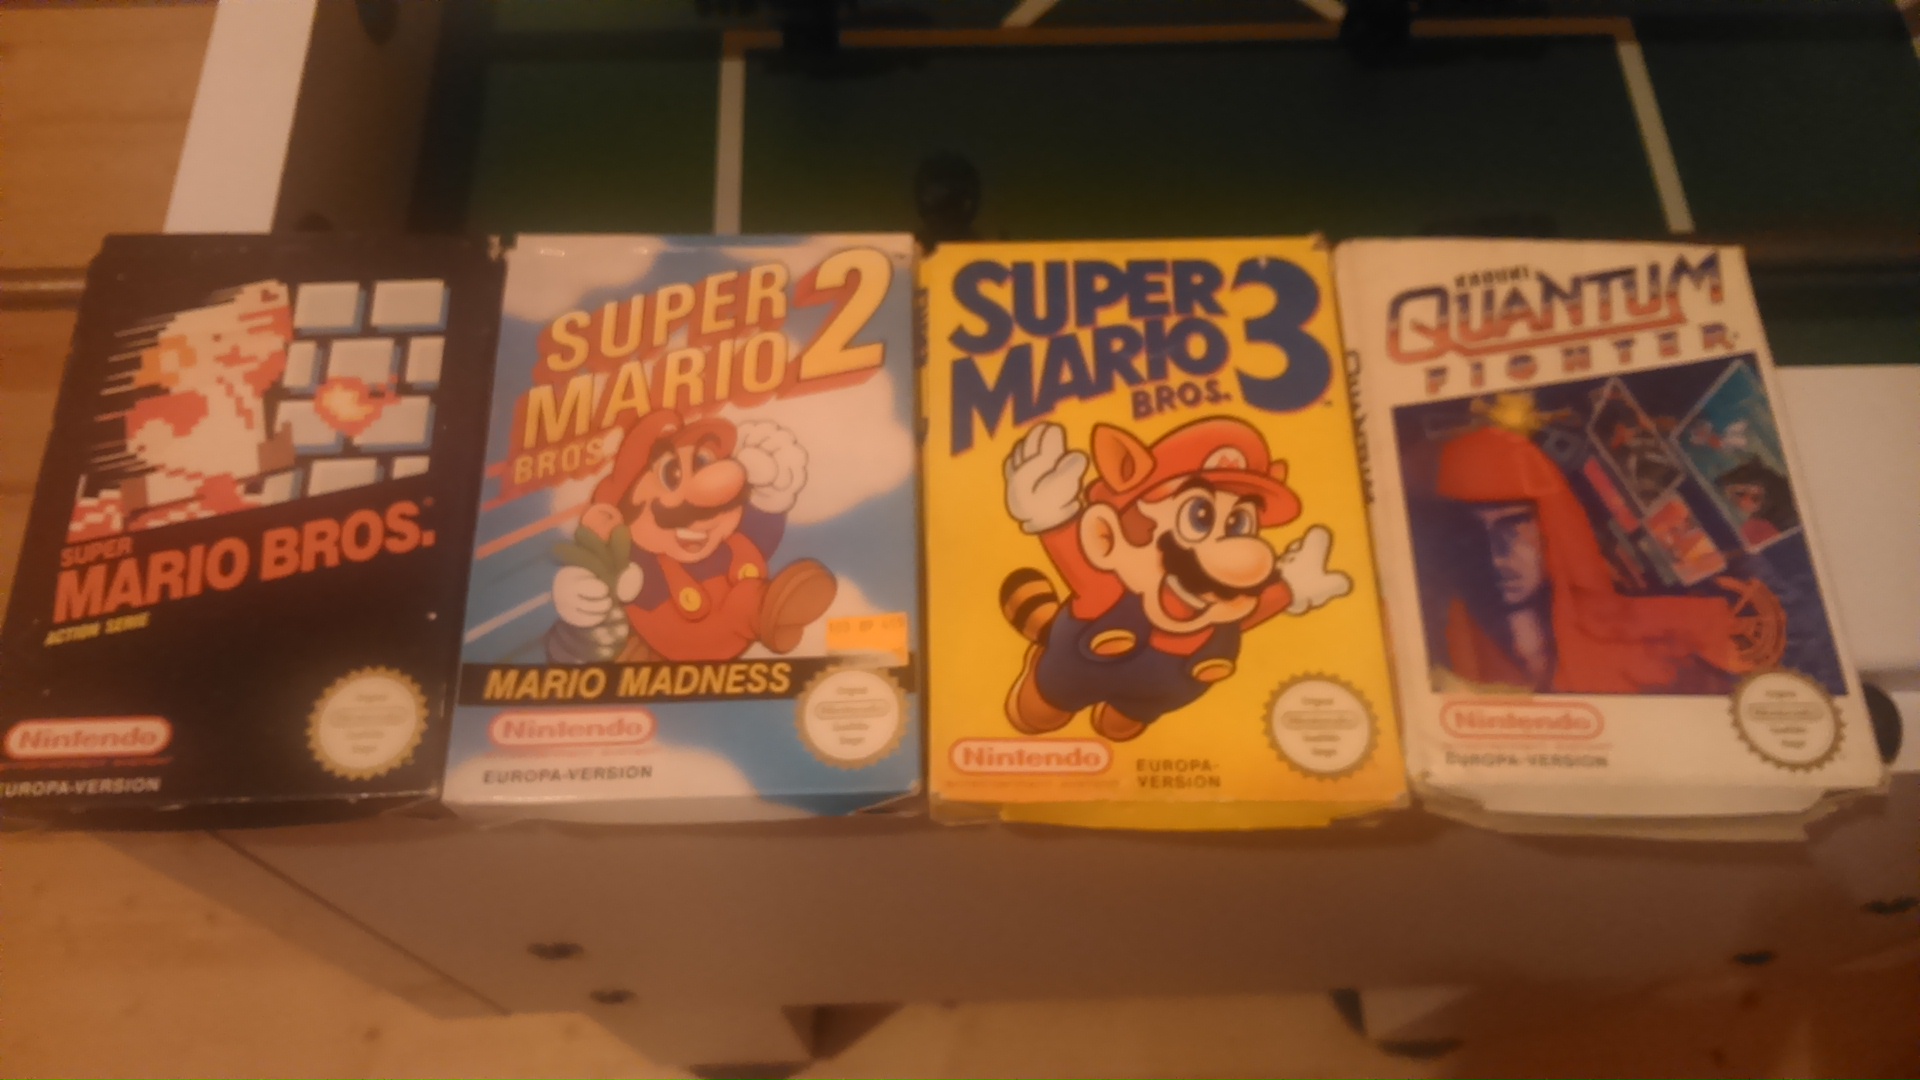 SUPER
MARIO BROS.
ACTION SERIE
Nintendo
EUROPA-VERSION
SUPER
MARIO 2
BROS.
MARIO MADNESS
Nintendo
EUROPA-VERSION
SUPER
MARIO 3
BROS.
Nintendo
EUROPA-
VERSION
KABUKI
QUANTUM
FIGHTER
Nintendo
EUROPA-VERSION